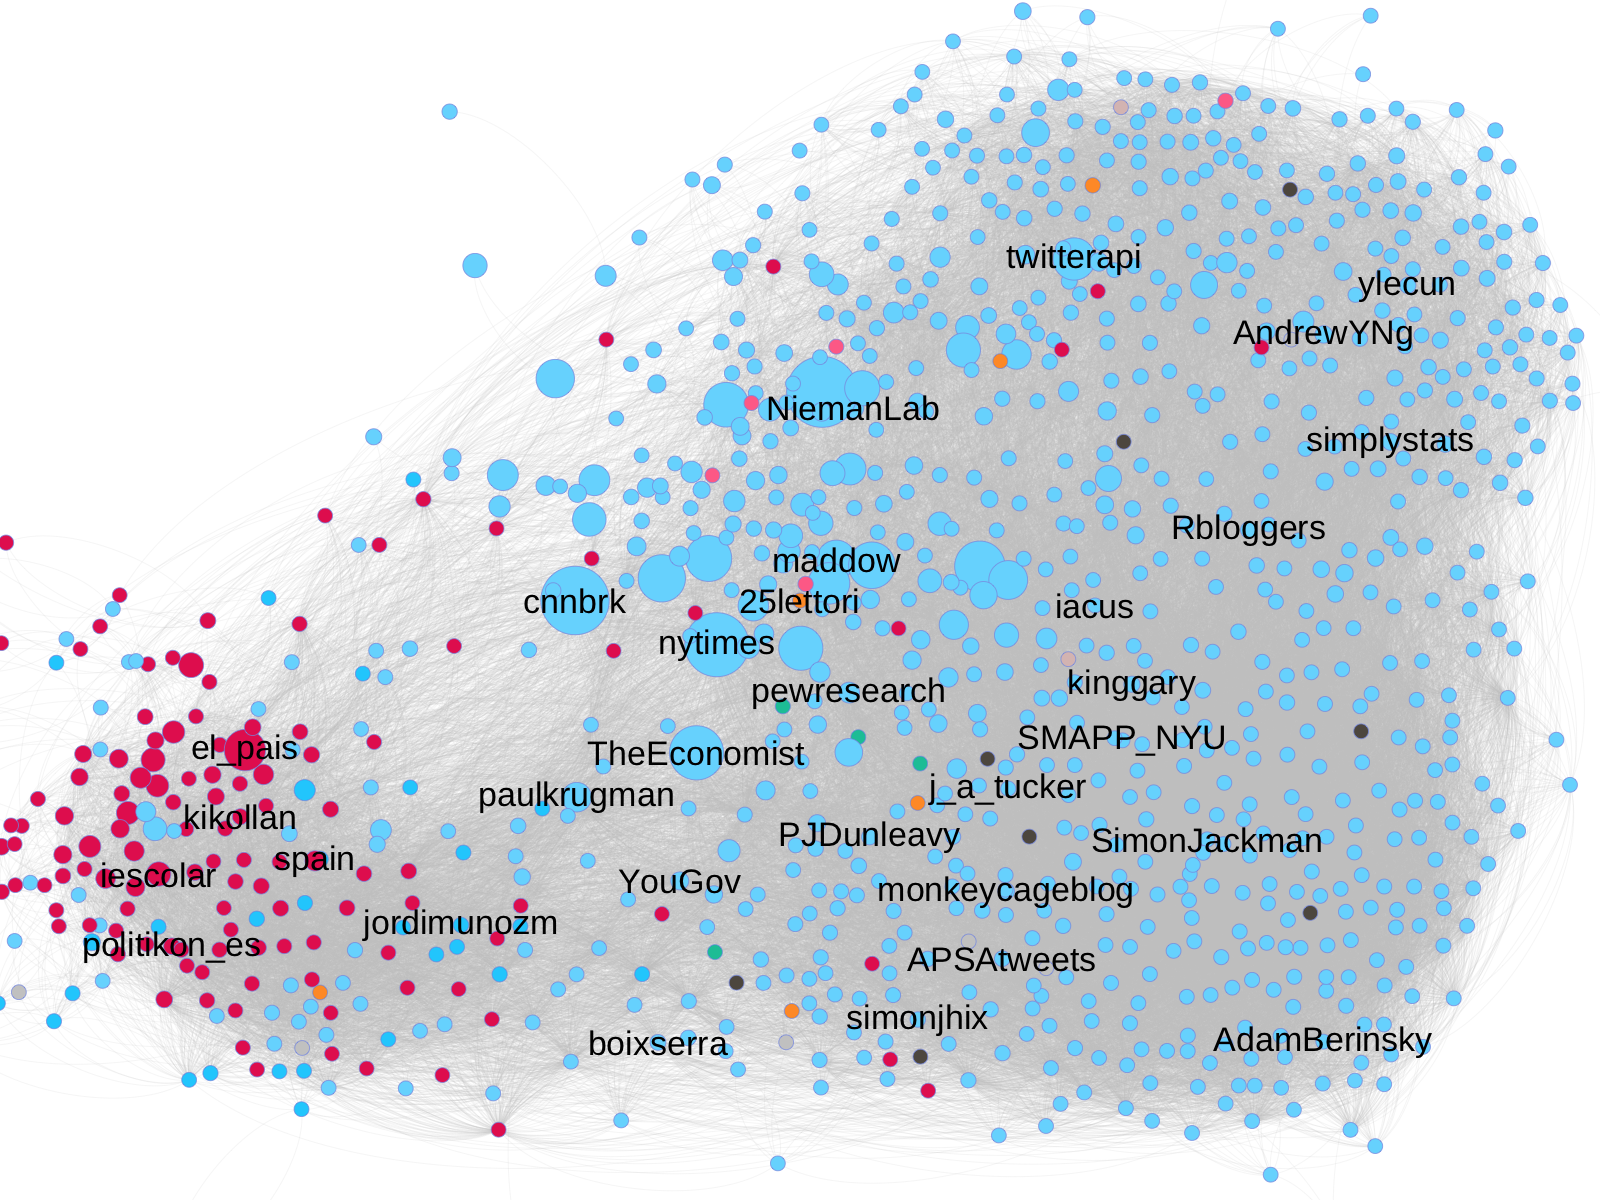 twitterapi
ylecun
AndrewYNg
NiemanLab
simplystats
Rbloggers
maddow
cnnbrk
25lettori
iacus
nytimes
pewresearch
kinggary
el_pais
TheEconomist
SMAPP_NYU
paulkrugman
j_a_tucker
kikollan
PJDunleavy
SimonJackman
spain
iescolar
YouGov
monkeycageblog
jordimunozm
politikon_es
APSAtweets
simonjhix
boixserra
AdamBerinsky